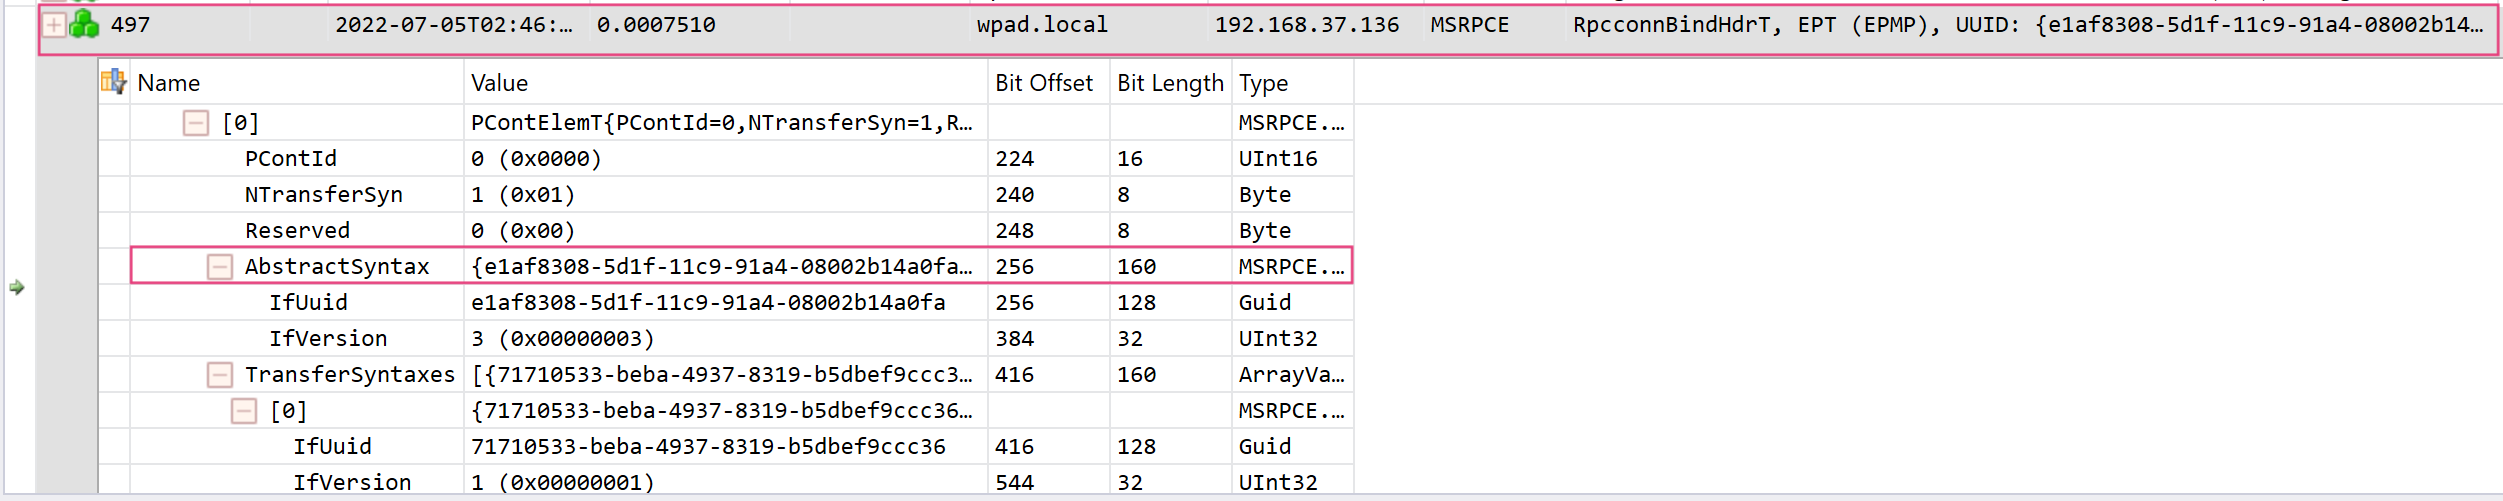 497 2022-07-05T02:46:… 0.0007510 wpad.local 192.168.37.136 MSRPCE RpcconnBindHdrT, EPT (EPMP), UUID: {e1af8308-5d1f-11c9-91a4-08002b14…
Name Value Bit Offset Bit Length Type
[0] PContElemT{PContId=0,NTransferSyn=1,R… MSRPCE.…
PContId 0 (0x0000) 224 16 UInt16
NTransferSyn 1 (0x01) 240 8 Byte
Reserved 0 (0x00) 248 8 Byte
AbstractSyntax {e1af8308-5d1f-11c9-91a4-08002b14a0fa… 256 160 MSRPCE.…
IfUuid e1af8308-5d1f-11c9-91a4-08002b14a0fa 256 128 Guid
IfVersion 3 (0x00000003) 384 32 UInt32
TransferSyntaxes [{71710533-beba-4937-8319-b5dbef9ccc3… 416 160 ArrayVa…
[0] {71710533-beba-4937-8319-b5dbef9ccc36… MSRPCE.…
IfUuid 71710533-beba-4937-8319-b5dbef9ccc36 416 128 Guid
IfVersion 1 (0x00000001) 544 32 UInt32